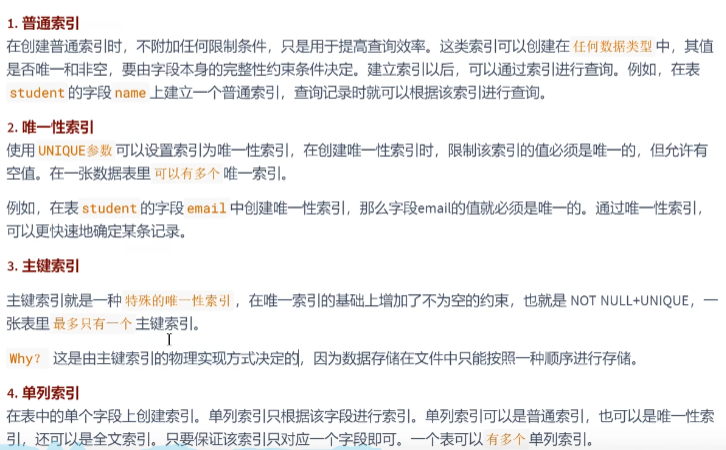 1. 普通索引
在创建普通索引时，不附加任何限制条件，只是用于提高查询效率。这类索引可以创建在 任何数据类型 中，其值
是否唯一和非空，要由字段本身的完整性约束条件决定。建立索引以后，可以通过索引进行查询。例如，在表
student 的字段 name 上建立一个普通索引，查询记录时就可以根据该索引进行查询。
2. 唯一性索引
使用 UNIQUE参数 可以设置索引为唯一性索引，在创建唯一性索引时，限制该索引的值必须是唯一的，但允许有
空值。在一张数据表里 可以有多个 唯一索引。
例如，在表 student 的字段 email 中创建唯一性索引，那么字段email的值就必须是唯一的。通过唯一性索引，
可以更快速地确定某条记录。
3. 主键索引
主键索引就是一种 特殊的唯一性索引 ，在唯一索引的基础上增加了不为空的约束，也就是 NOT NULL+UNIQUE，一
张表里 最多只有一个 主键索引。
Why？ 这是由主键索引的物理实现方式决定的，因为数据存储在文件中只能按照一种顺序进行存储。
4. 单列索引
在表中的单个字段上创建索引。单列索引只根据该字段进行索引。单列索引可以是普通索引，也可以是唯一性索
引，还可以是全文索引。只要保证该索引只对应一个字段即可。一个表可以 有多个 单列索引。